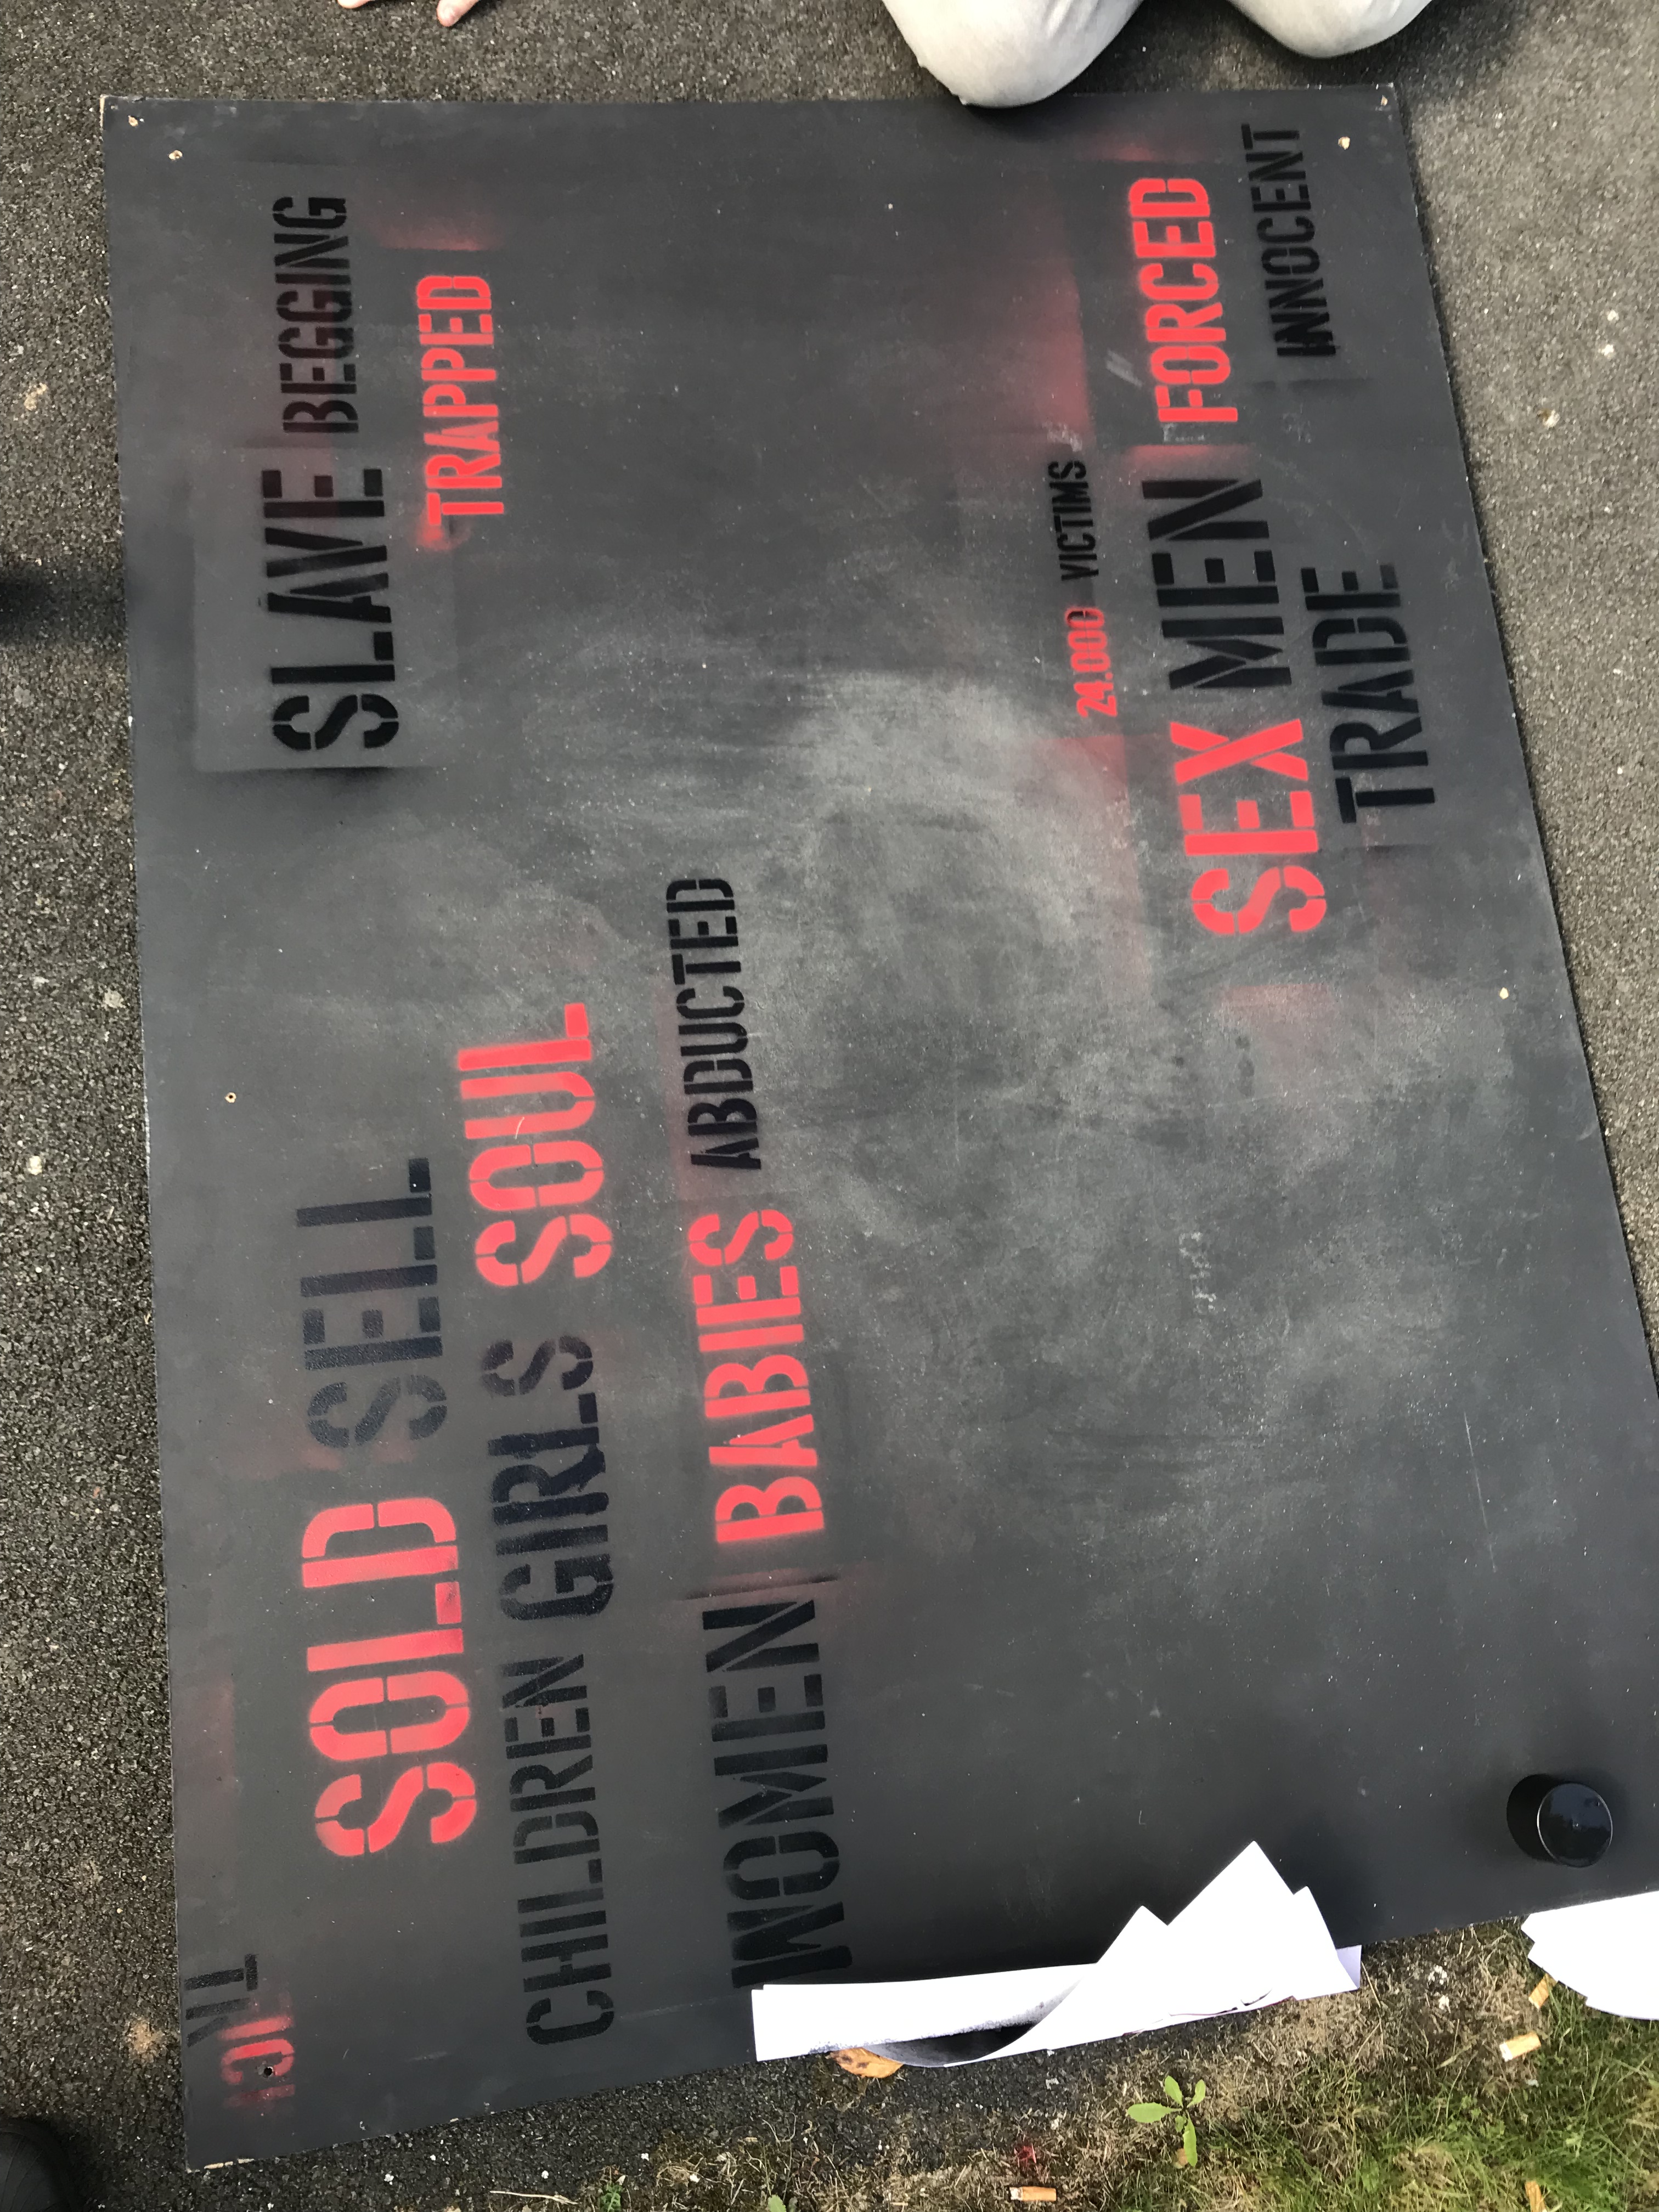 SOLD SELL
SLAVE BEGGING
TRAPPED
CHILDREN GIRLS SOUL
WOMEN BABIES ABDUCTED
24.000 VICTIMS
SEX MEN FORCED
INNOCENT
TRADE